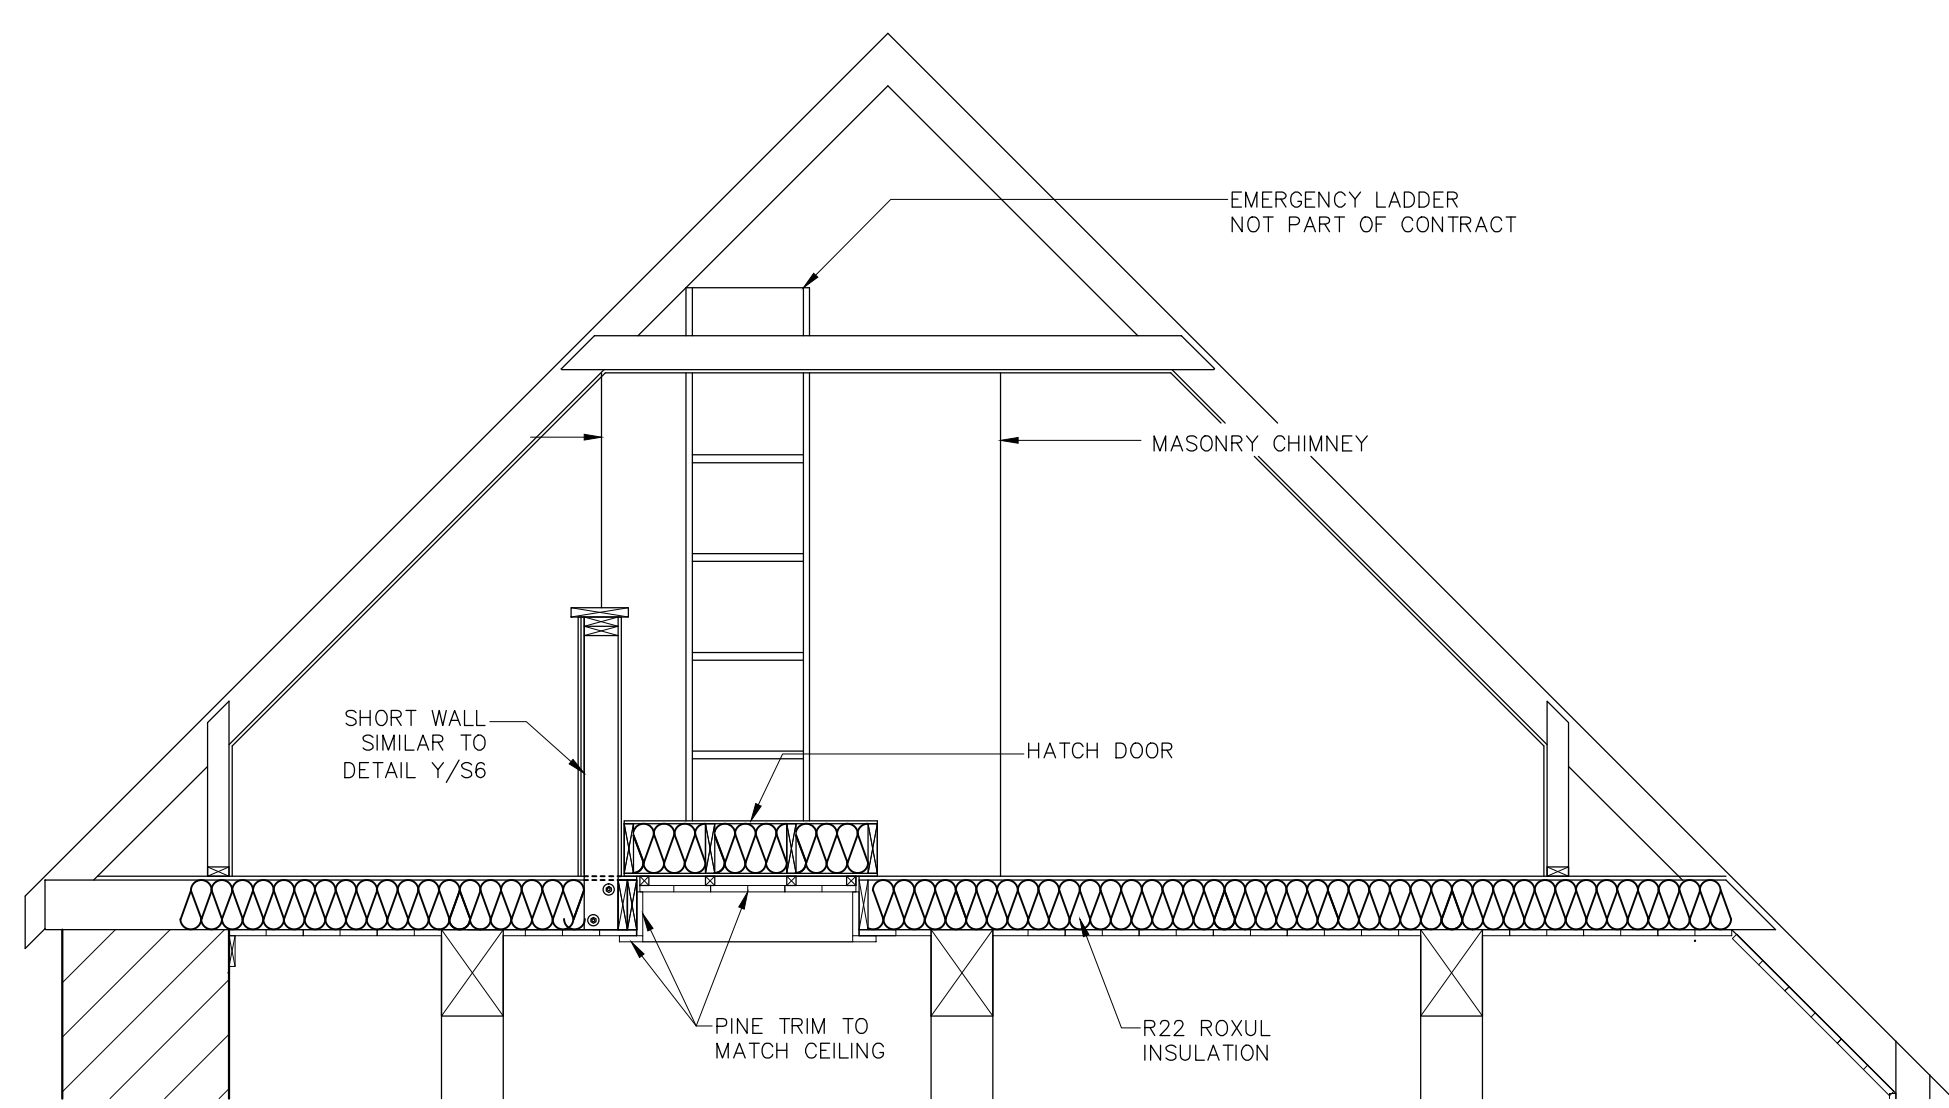 EMERGENCY LADDER
NOT PART OF CONTRACT
MASONRY CHIMNEY
SHORT WALL
SIMILAR TO
DETAIL Y/S6
HATCH DOOR
PINE TRIM TO
MATCH CEILING
R22 ROXUL
INSULATION